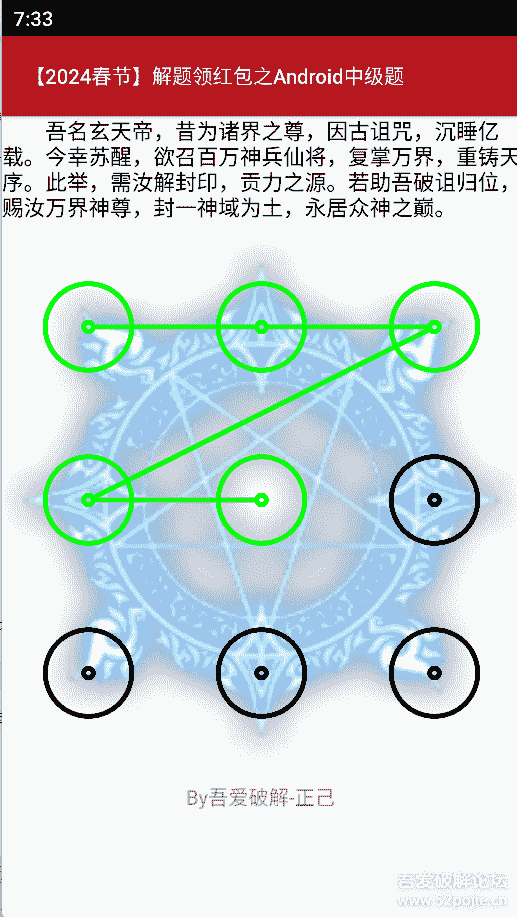 7:33
【2024春节】解题领红包之Android中级题
吾名玄天帝，昔为诸界之尊，因古诅咒，沉睡亿
载。今幸苏醒，欲召百万神兵仙将，复掌万界，重铸天
序。此举，需汝解封印，贡力之源。若助吾破诅归位，
赐汝万界神尊，封一神域为土，永居众神之巅。
By吾爱破解-正己
吾爱破解论坛
www.52pojie.cn